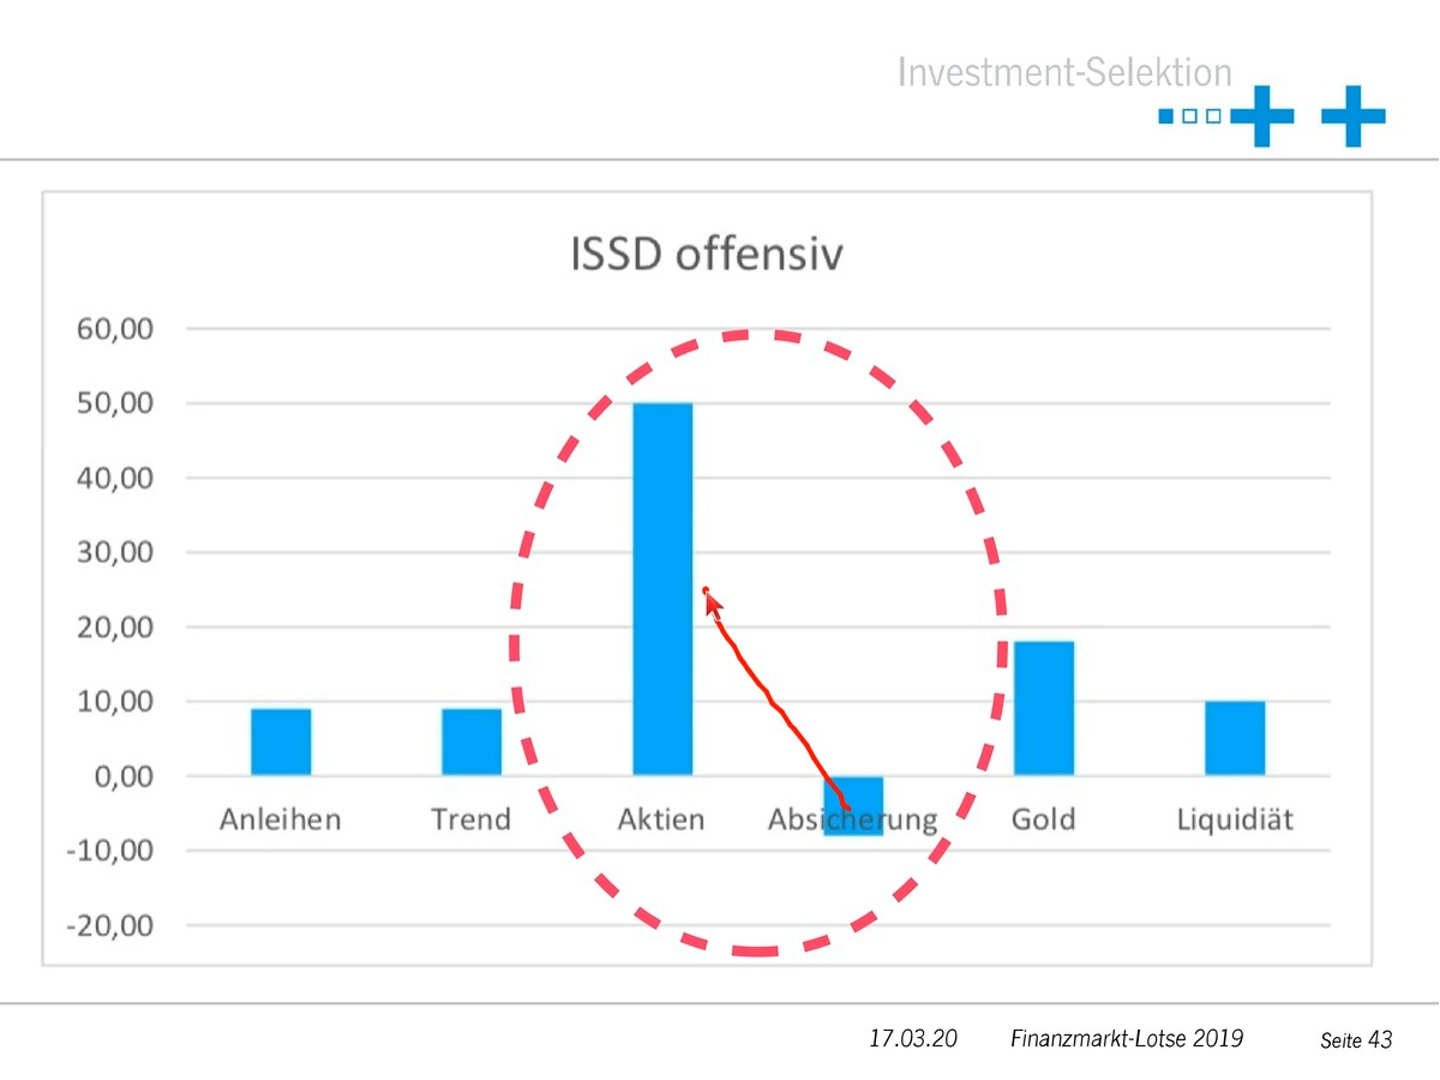 Investment-Selektion
ISSD offensiv
60,00
50,00
40,00
30,00
20,00
10,00
0,00
-10,00
-20,00
Anleihen Trend Aktien Absicherung Gold Liquidiät
17.03.20 Finanzmarkt-Lotse 2019 Seite 43